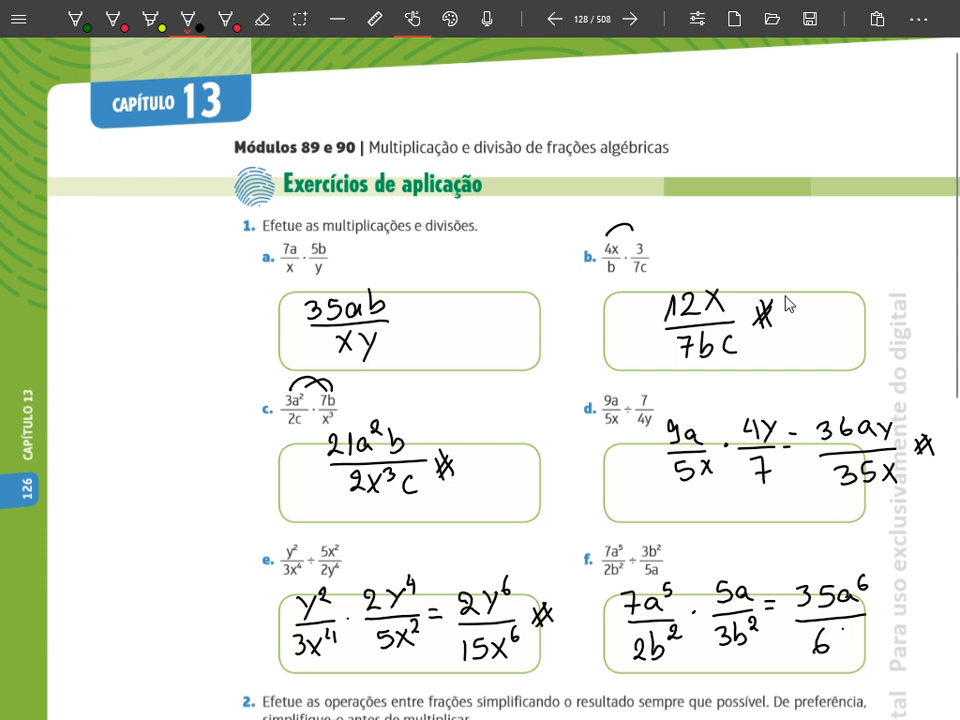 128 / 508
CAPÍTULO 13
Módulos 89 e 90 | Multiplicação e divisão de frações algébricas
Exercícios de aplicação
1. Efetue as multiplicações e divisões.
a. 7a/x · 5b/y
35ab/xy
b. 4x/b · 3/7c
12x/7bc
c. 3a²/2c · 7b/x³
21a²b/2x³c
d. 9a/5x ÷ 7/4y
9a/5x · 4y/7 = 36ay/35x
e. y²/3x⁴ ÷ 5x²/2y⁴
y²/3x⁴ · 2y⁴/5x² = 2y⁶/15x⁶
f. 7a⁵/2b² ÷ 3b²/5a
7a⁵/2b² · 5a/3b² = 35a⁶/6
2. Efetue as operações entre frações simplificando o resultado sempre que possível. De preferência,
simplifique-o antes de multiplicar.
CAPÍTULO 13
126
Para uso exclusivamente do digital